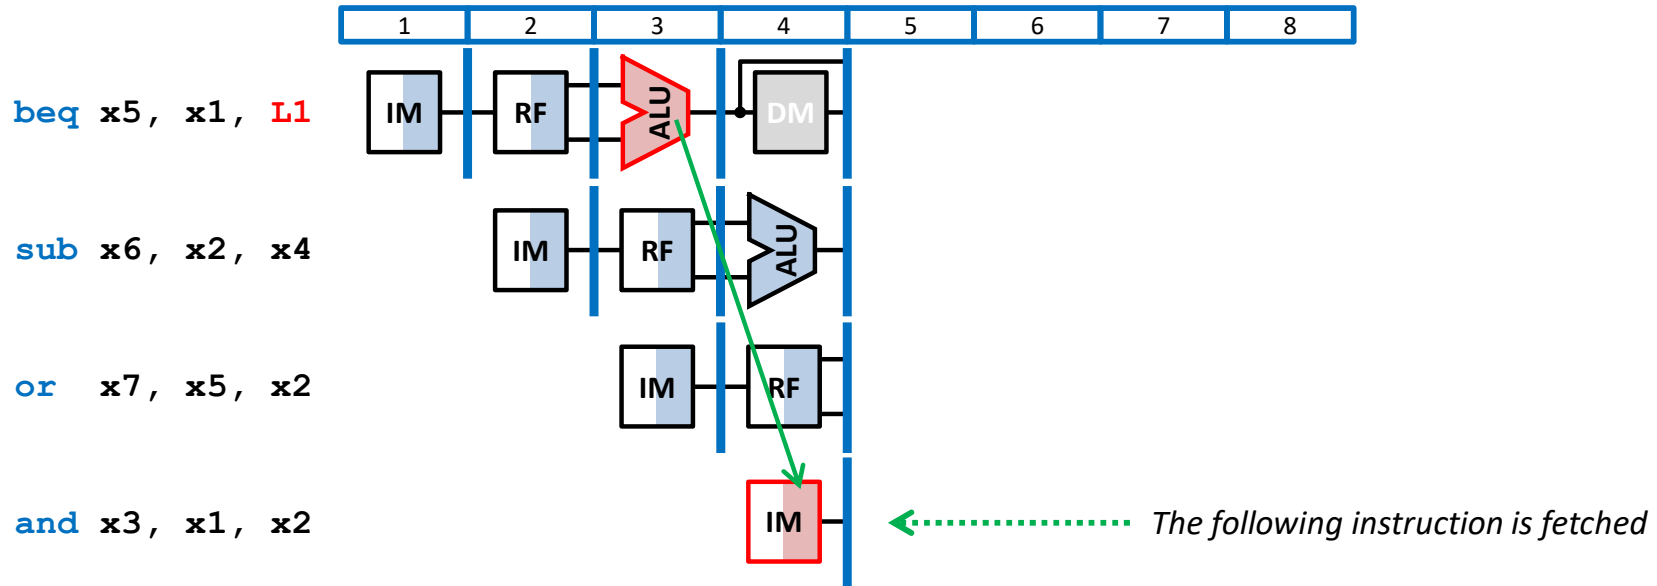 1 2 3 4 5 6 7 8
beq x5, x1, L1 IM RF ALU DM
sub x6, x2, x4 IM RF ALU
or x7, x5, x2 IM RF
and x3, x1, x2 IM The following instruction is fetched